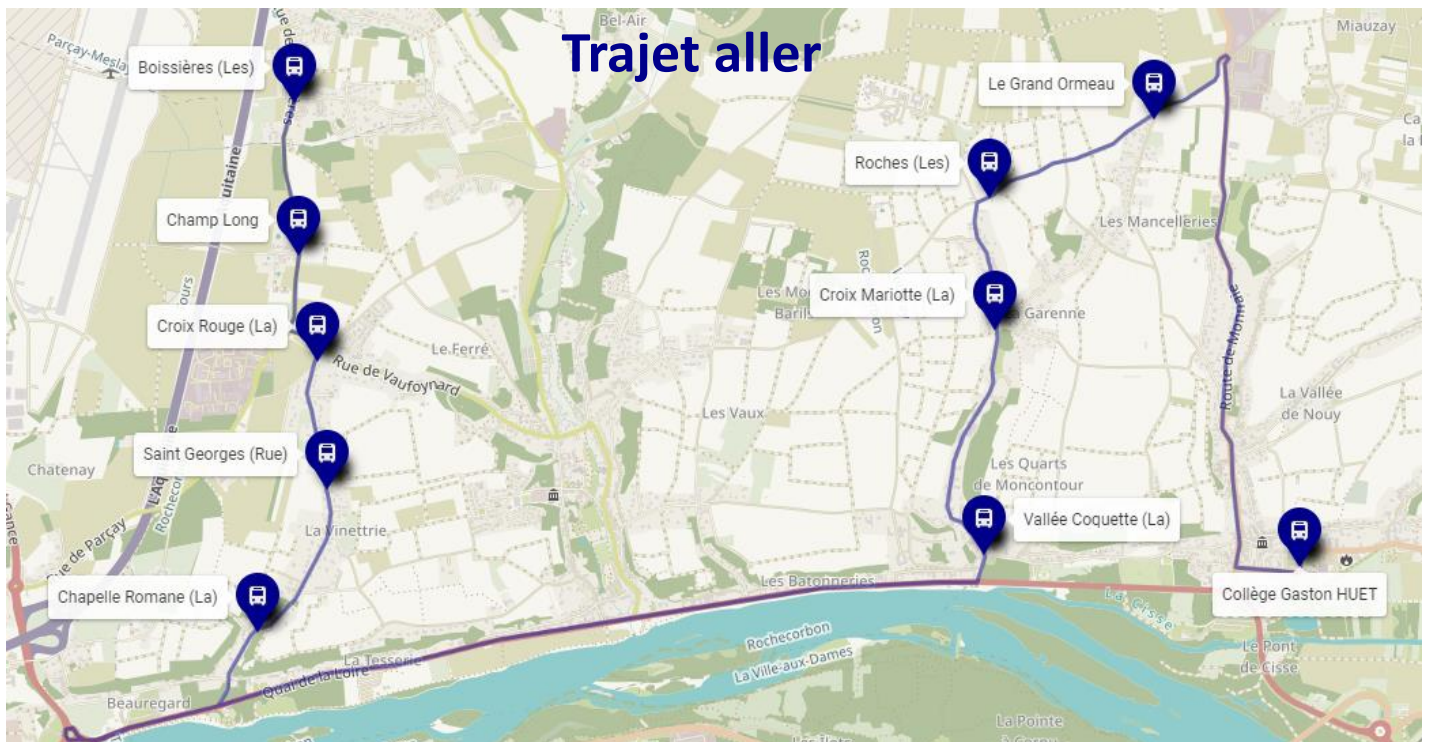 Trajet aller
Bel-Air
Miauzay
Parçay-Meslay
Boissières (Les)
Le Grand Ormeau
Roches (Les)
Champ Long
Les Mancelleries
Croix Mariotte (La)
Croix Rouge (La)
La Garenne
Le Ferré
Rue de Vaufoynard
Route de Monnaie
La Vallée
de Nouy
Les Vaux
Saint Georges (Rue)
Chatenay
L'Aquitaine
Les Quarts
de Moncontour
Vallée Coquette (La)
La Vinettrie
Rue de Parçay
Chapelle Romane (La)
Les Batonneries
Collège Gaston HUET
La Cisse
Rochecorbon
La Ville-aux-Dames
Le Pont
de Cisse
La Tesserie
Quai de la Loire
Beauregard
La Pointe